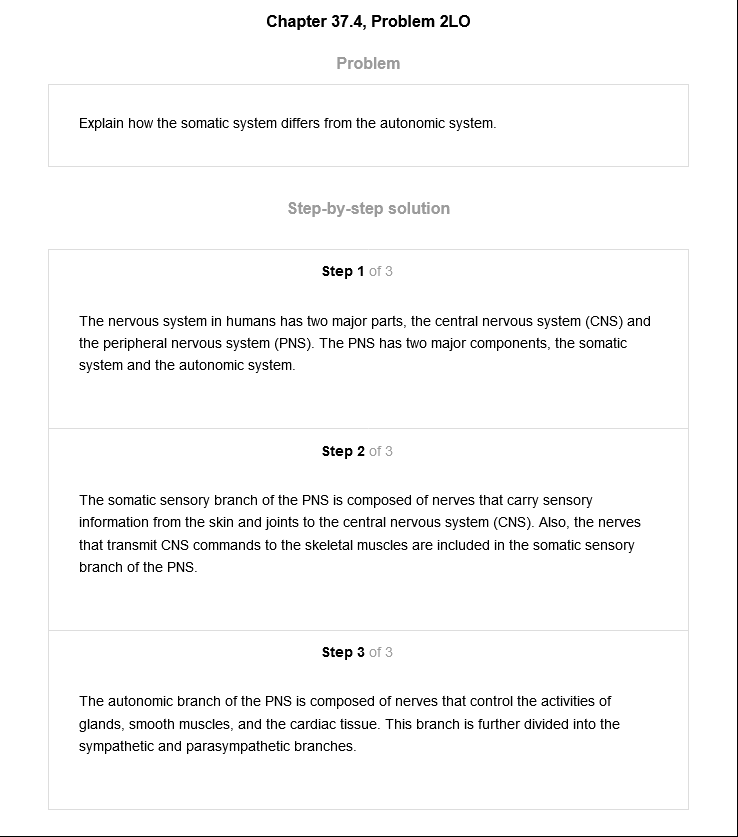 Chapter 37.4, Problem 2LO
Problem
Explain how the somatic system differs from the autonomic system.
Step-by-step solution
Step 1 of 3
The nervous system in humans has two major parts, the central nervous system (CNS) and
the peripheral nervous system (PNS). The PNS has two major components, the somatic
system and the autonomic system.
Step 2 of 3
The somatic sensory branch of the PNS is composed of nerves that carry sensory
information from the skin and joints to the central nervous system (CNS). Also, the nerves
that transmit CNS commands to the skeletal muscles are included in the somatic sensory
branch of the PNS.
Step 3 of 3
The autonomic branch of the PNS is composed of nerves that control the activities of
glands, smooth muscles, and the cardiac tissue. This branch is further divided into the
sympathetic and parasympathetic branches.